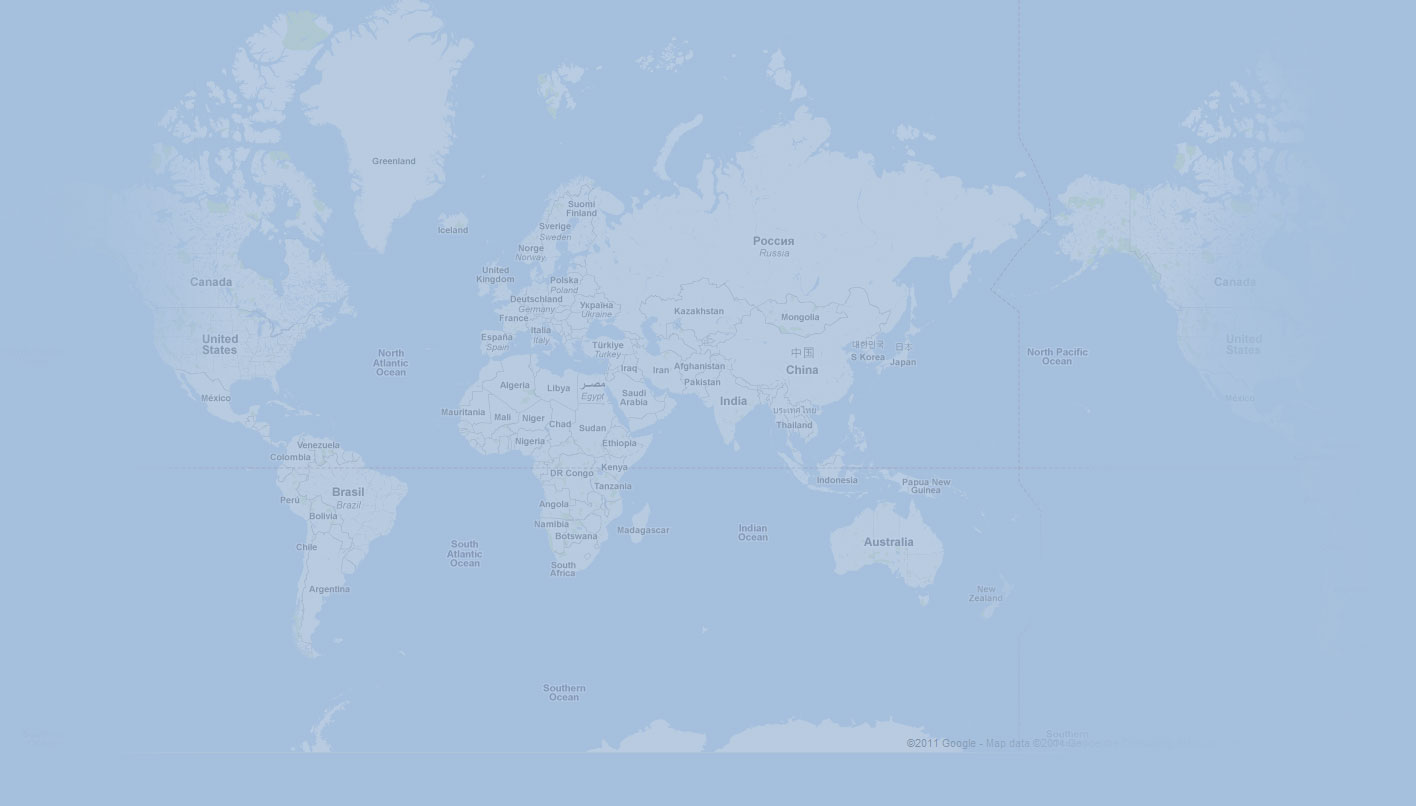 Greenland
Suomi
Finland
Iceland
Sverige
Sweden
Norge
Norway
Россия
Russia
United
Kingdom
Polska
Poland
Canada
Canada
Deutschland
Germany
Україна
Ukraine
France
Kazakhstan
Mongolia
España
Spain
Italia
Italy
Türkiye
Turkey
United
States
United
States
中国
China
대한민국
S Korea
日本
Japan
North
Atlantic
Ocean
North Pacific
Ocean
Iraq
Iran
Afghanistan
Pakistan
Algeria
Libya
مصر
Egypt
Saudi
Arabia
India
México
México
Mauritania
Mali
Niger
Chad
Sudan
ประเทศไทย
Thailand
Nigeria
Ethiopia
Venezuela
Colombia
DR Congo
Kenya
Tanzania
Indonesia
Papua New
Guinea
Brasil
Brazil
Perú
Bolivia
Angola
Namibia
Botswana
Madagascar
Indian
Ocean
Australia
Chile
South
Atlantic
Ocean
South
Africa
Argentina
New
Zealand
Southern
Ocean
Southern
©2011 Google - Map data ©2011 Geocentre Consulting